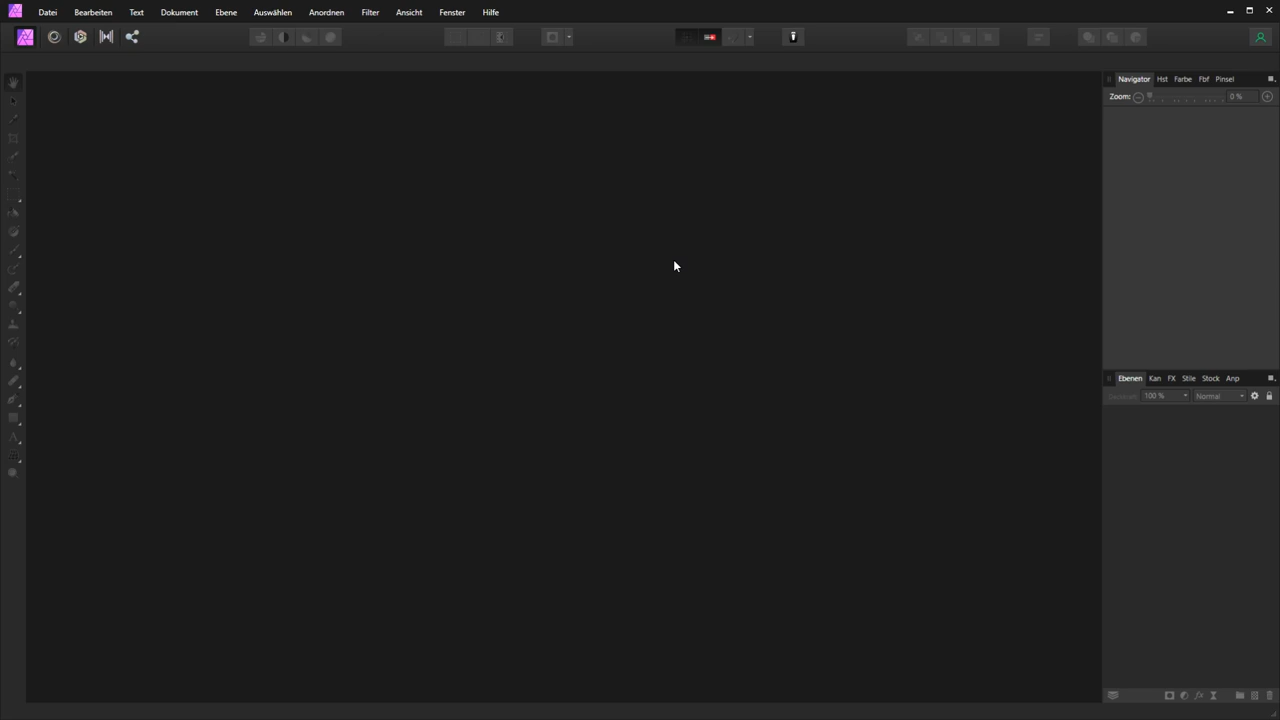 Datei Bearbeiten Text Dokument Ebene Auswählen Anordnen Filter Ansicht Fenster Hilfe
Navigator Hst Farbe Fbf Pinsel
Zoom: 0 %
Ebenen Kan FX Stile Stock Anp
Deckkraft 100 % Normal